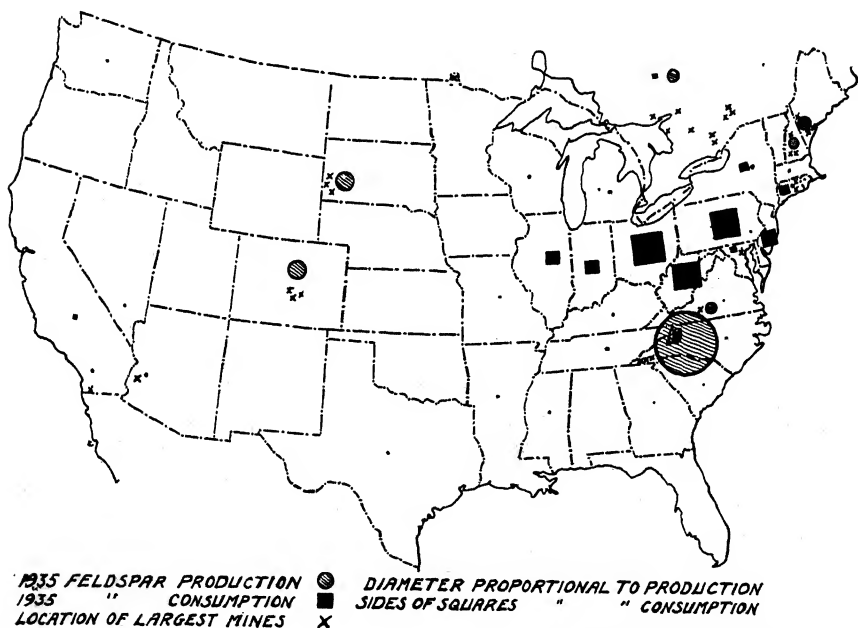 1935 FELDSPAR PRODUCTION DIAMETER PROPORTIONAL TO PRODUCTION
1935 " CONSUMPTION SIDES OF SQUARES " " CONSUMPTION
LOCATION OF LARGEST MINES X